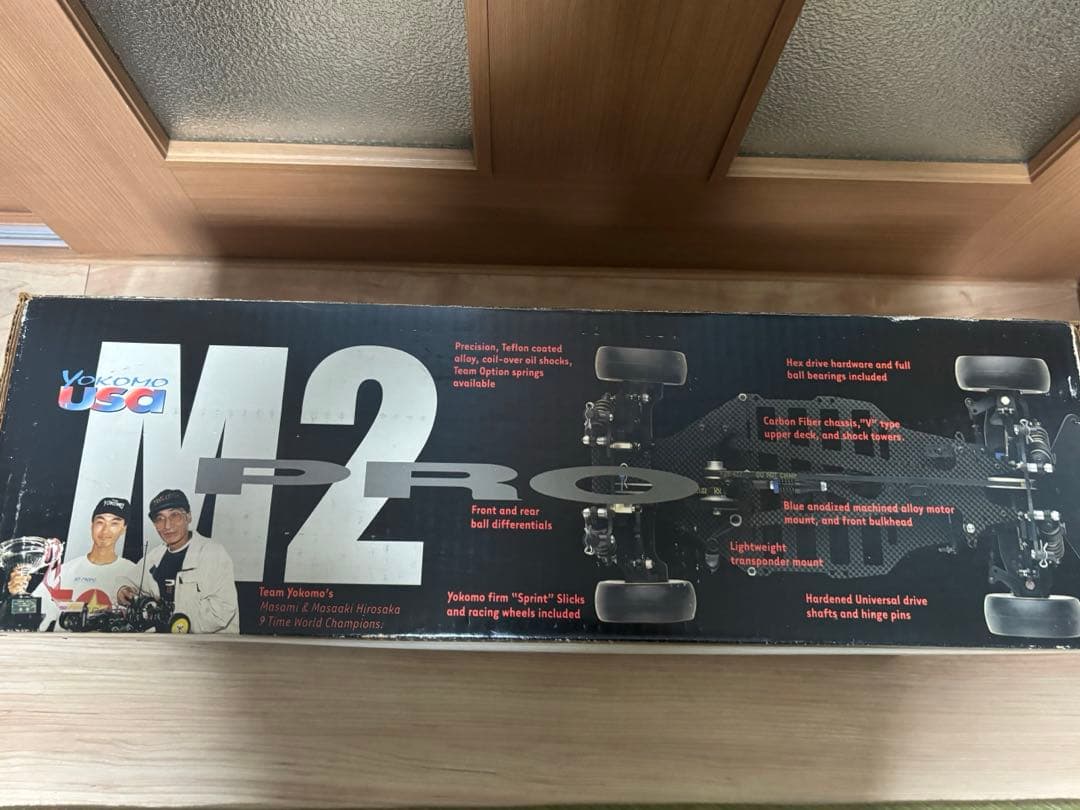 YOKOMO
usa
M2
PRO
Precision, Teflon coated
alloy, coil-over oil shocks,
Team Option springs
available
Hex drive hardware and full
ball bearings included
Carbon Fiber chassis,"V" type
upper deck, and shock towers.
Front and rear
ball differentials
Blue anodized machined alloy motor
mount, and front bulkhead
Lightweight
transponder mount
Team Yokomo's
Masami & Masaaki Hirosaka
9 Time World Champions.
Yokomo firm "Sprint" Slicks
and racing wheels included
Hardened Universal drive
shafts and hinge pins